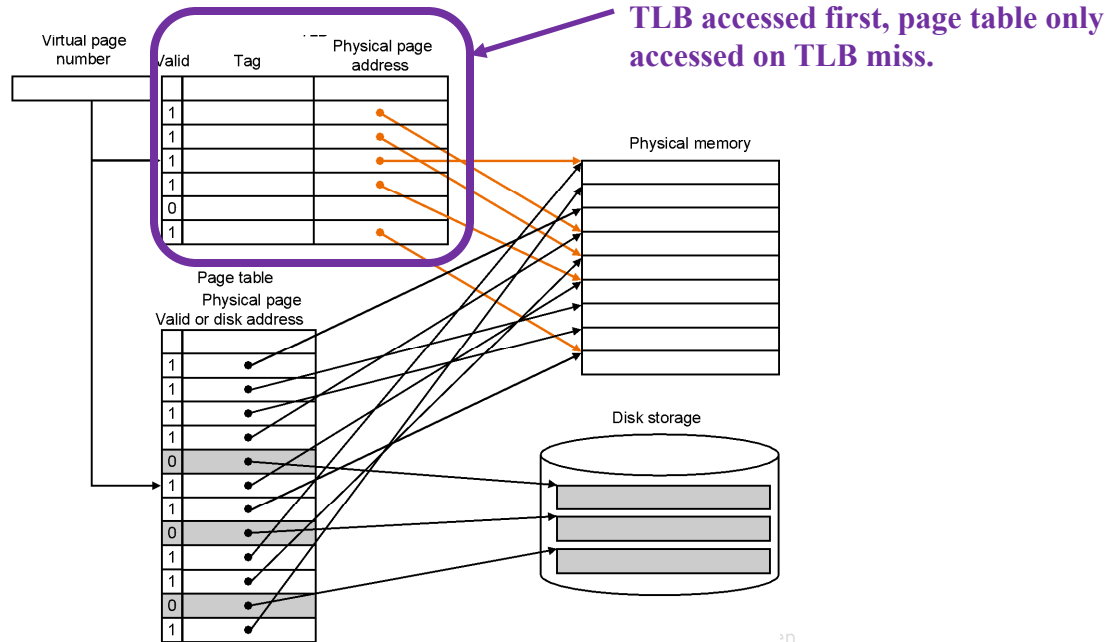 TLB accessed first, page table only
accessed on TLB miss.
Virtual page
number
Valid
Tag
Physical page
address
1
1
1
1
0
1
Physical memory
Page table
Physical page
Valid or disk address
1
1
1
1
0
1
1
0
1
1
0
1
Disk storage